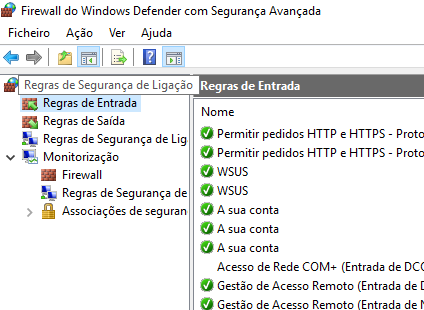 Firewall do Windows Defender com Segurança Avançada
Ficheiro Ação Ver Ajuda
Regras de Segurança de Ligação
Regras de Entrada
Regras de Saída
Regras de Segurança de Lig
Monitorização
Firewall
Regras de Segurança de
Associações de seguran
Regras de Entrada
Nome
Permitir pedidos HTTP e HTTPS - Proto
Permitir pedidos HTTP e HTTPS - Proto
WSUS
WSUS
A sua conta
A sua conta
A sua conta
Acesso de Rede COM+ (Entrada de DCO
Gestão de Acesso Remoto (Entrada de D
Gestão de Acesso Remoto (Entrada de N